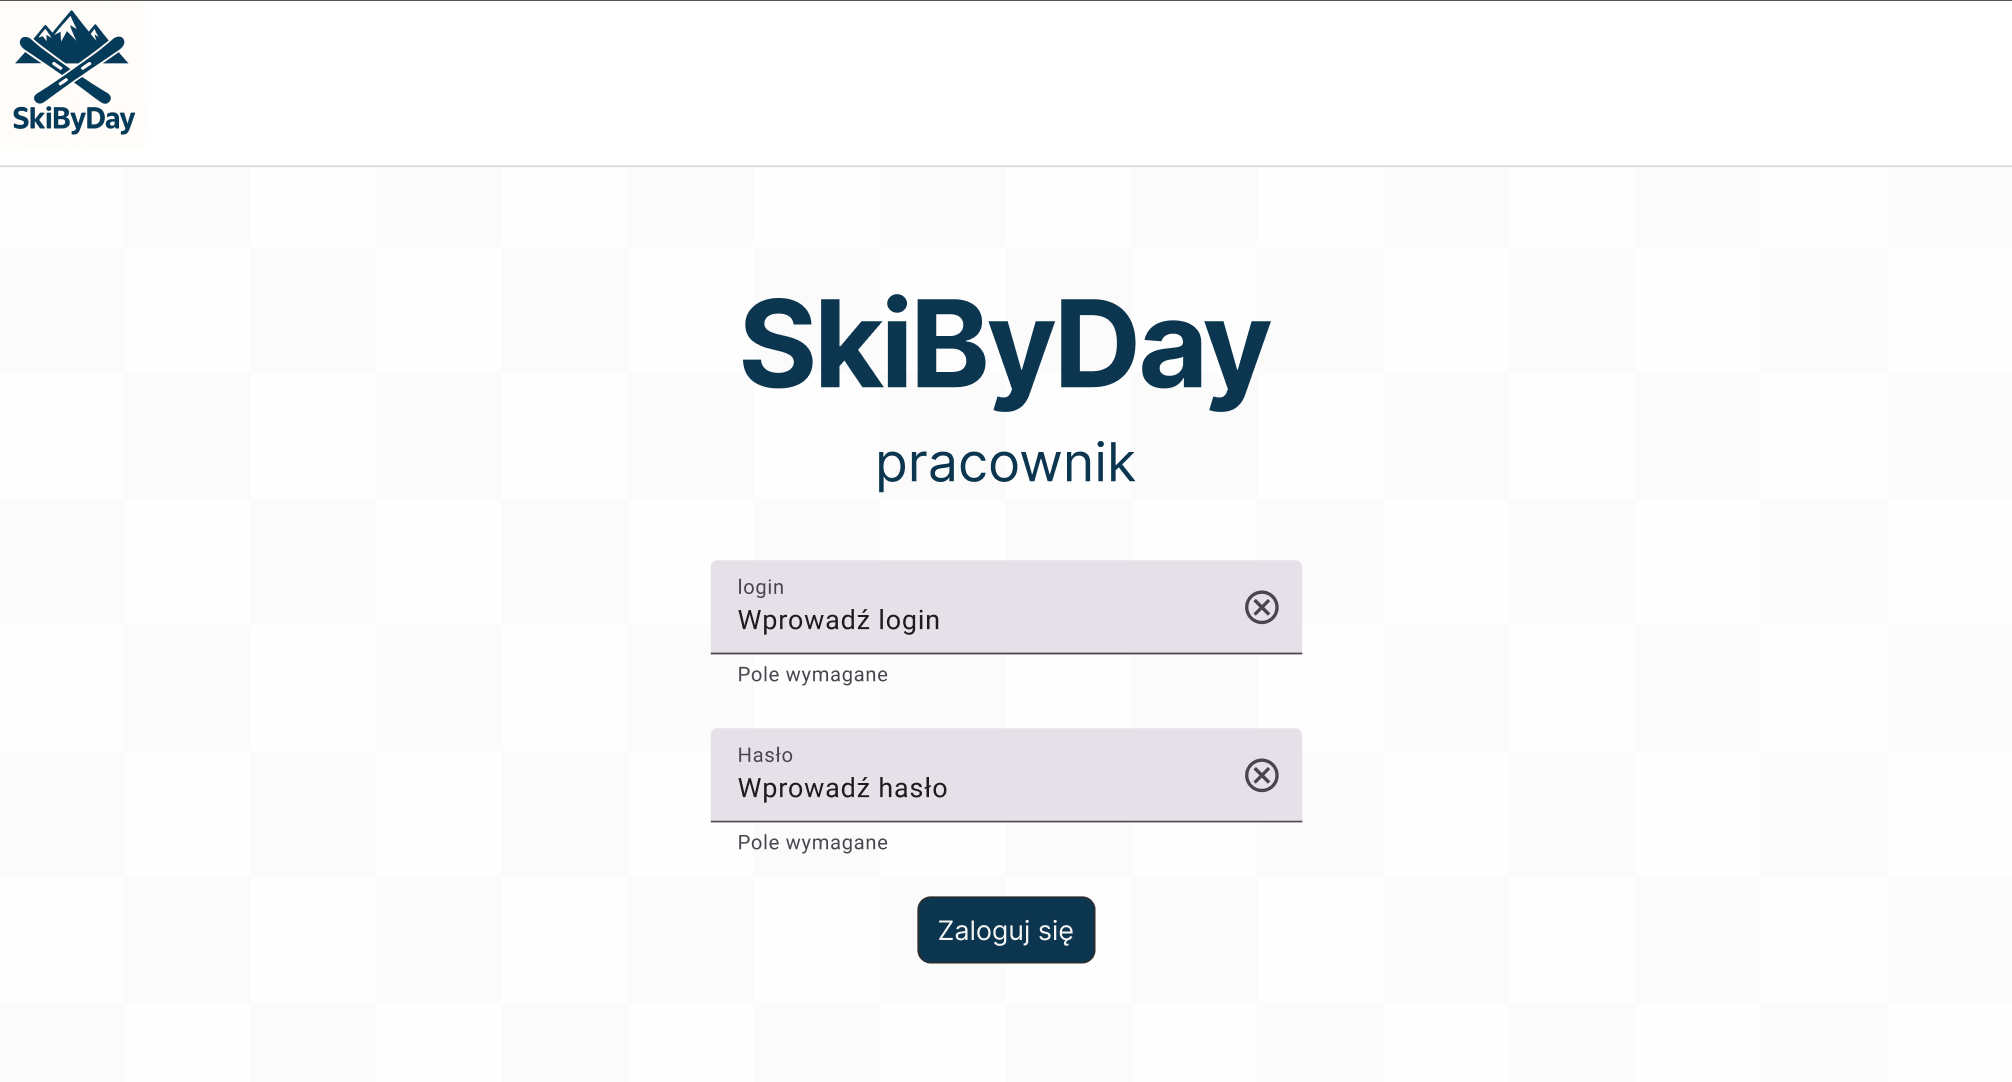 SkiByDay
SkiByDay
pracownik
login
Wprowadź login
Pole wymagane
Hasło
Wprowadź hasło
Pole wymagane
Zaloguj się